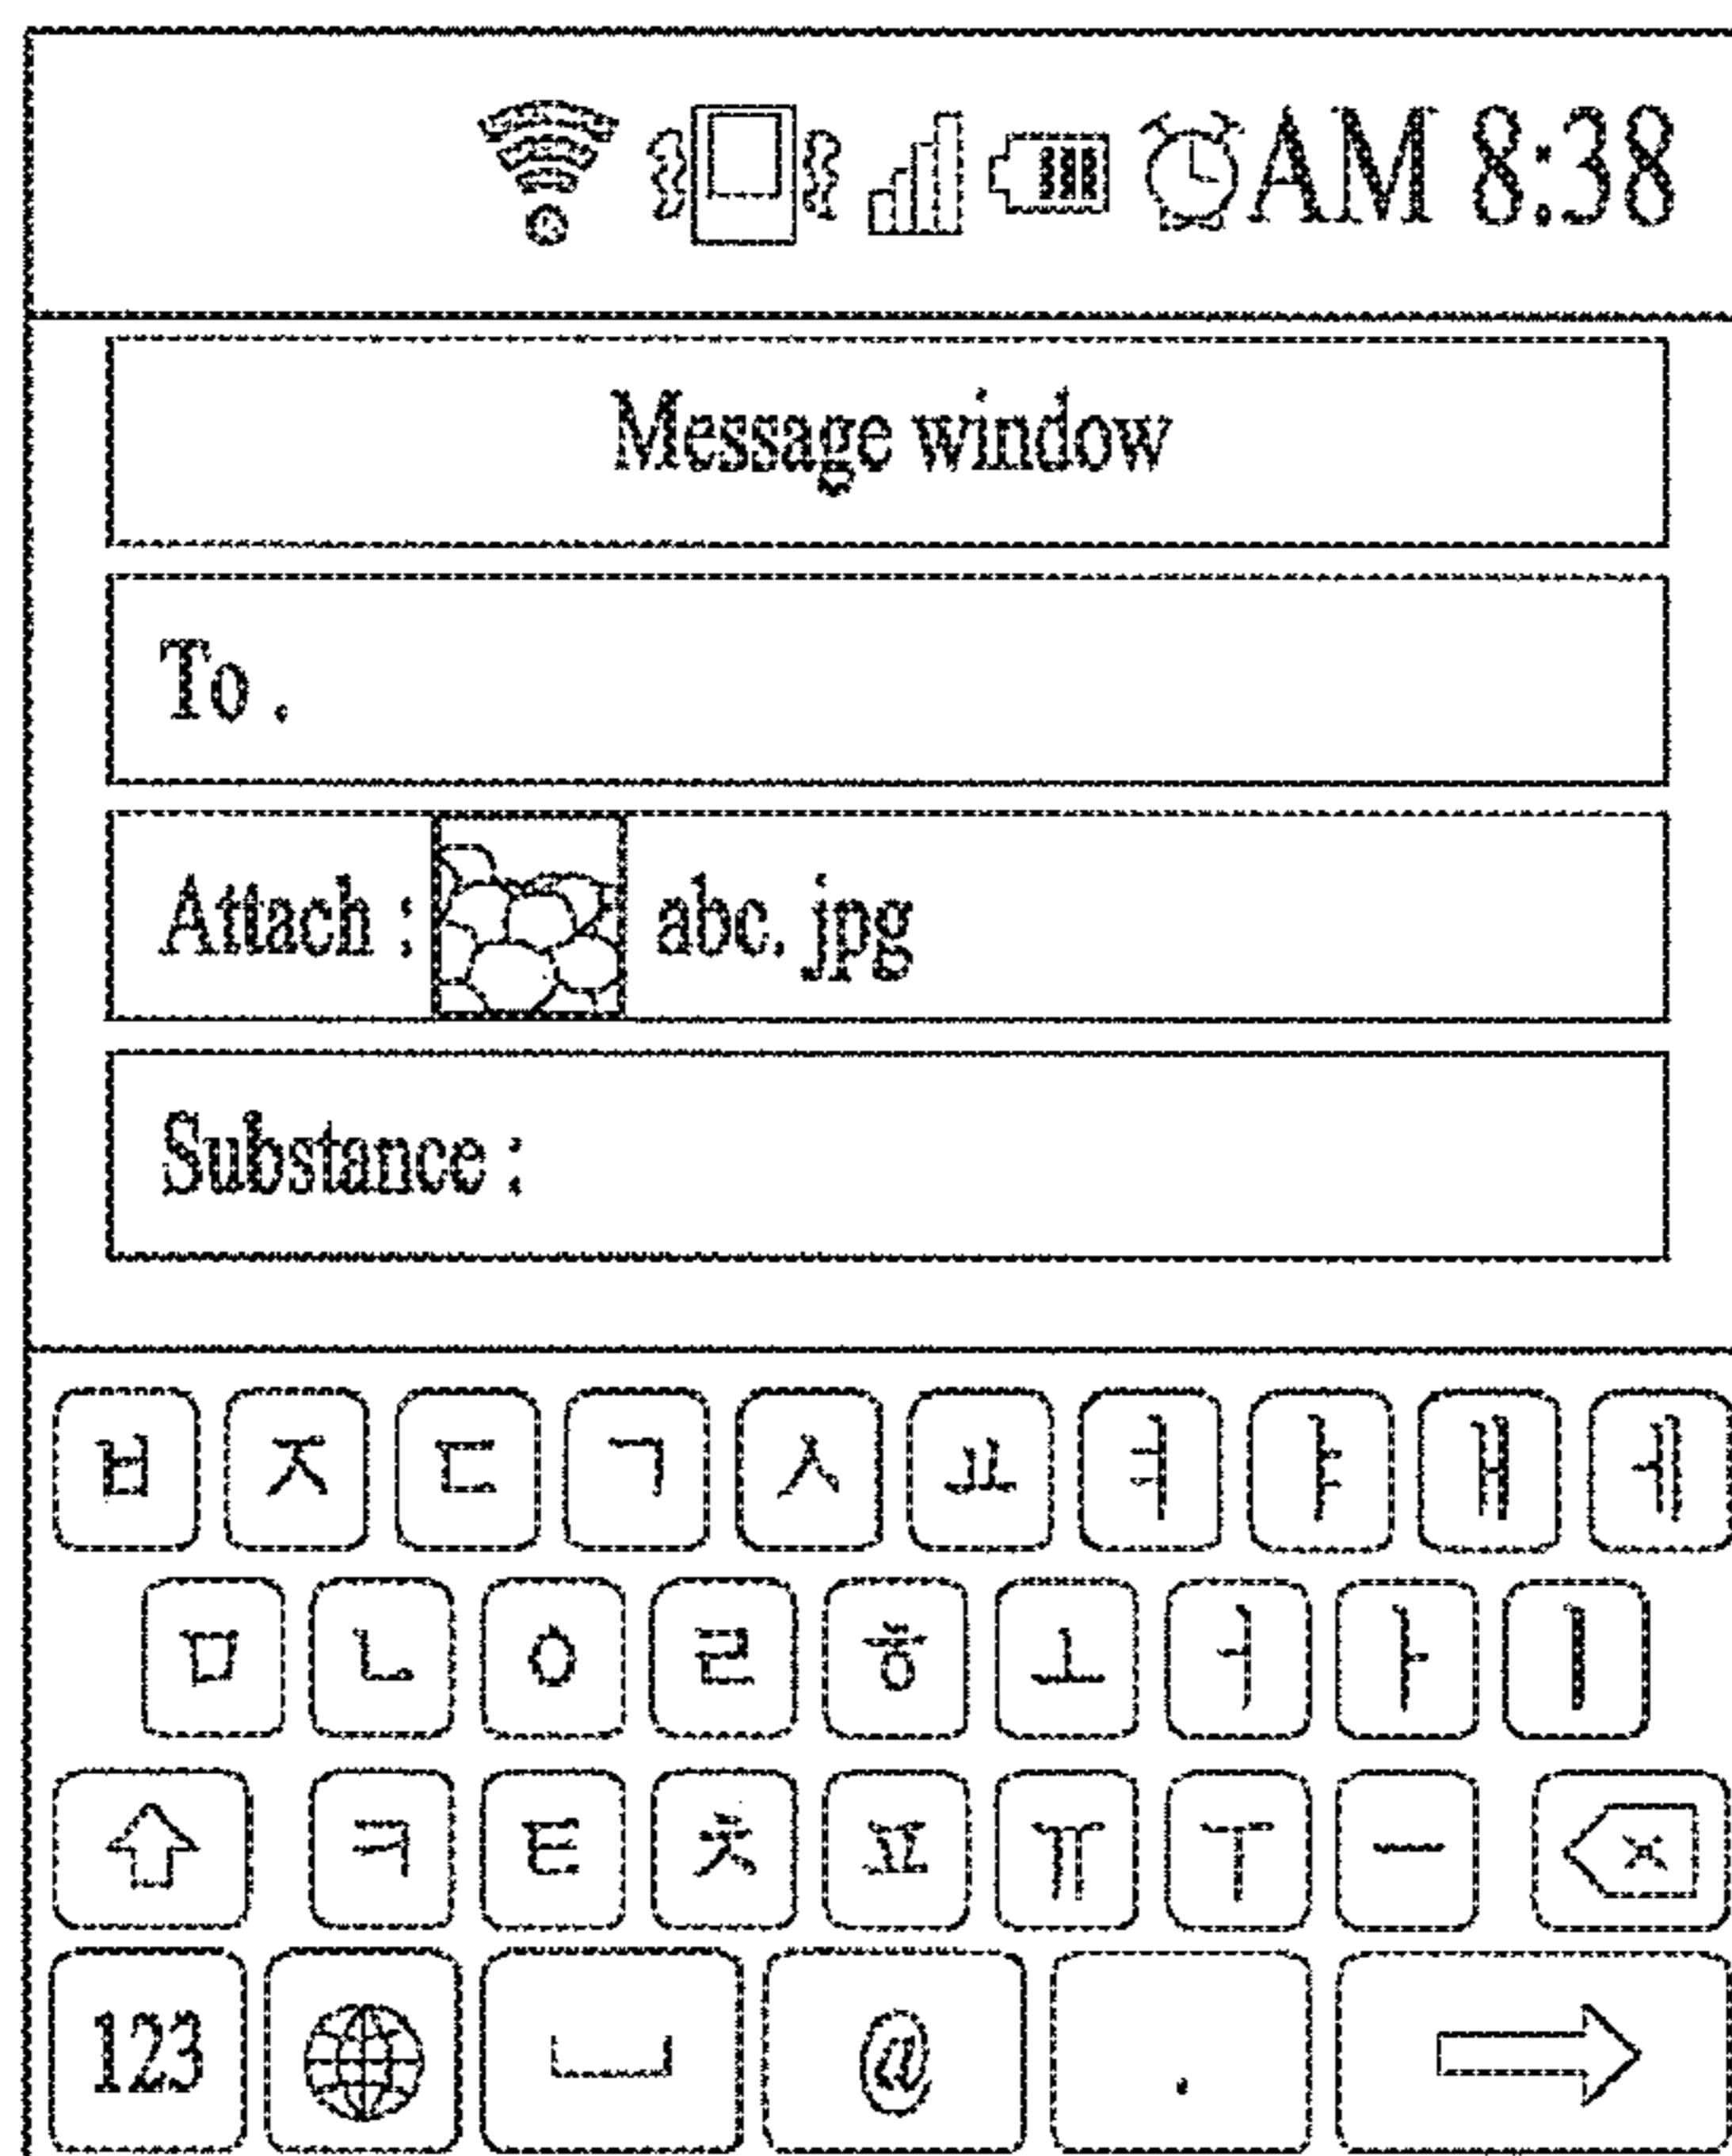 AM 8:38
Message window
To .
Attach : abc. jpg
Substance :
ㅂ ㅈ ㄷ ㄱ ㅅ ㅛ ㅕ ㅑ ㅐ ㅔ
ㅁ ㄴ ㅇ ㄹ ㅎ ㅗ ㅓ ㅏ ㅣ
ㅋ ㅌ ㅊ ㅍ ㅠ ㅜ ㅡ
123 @ .